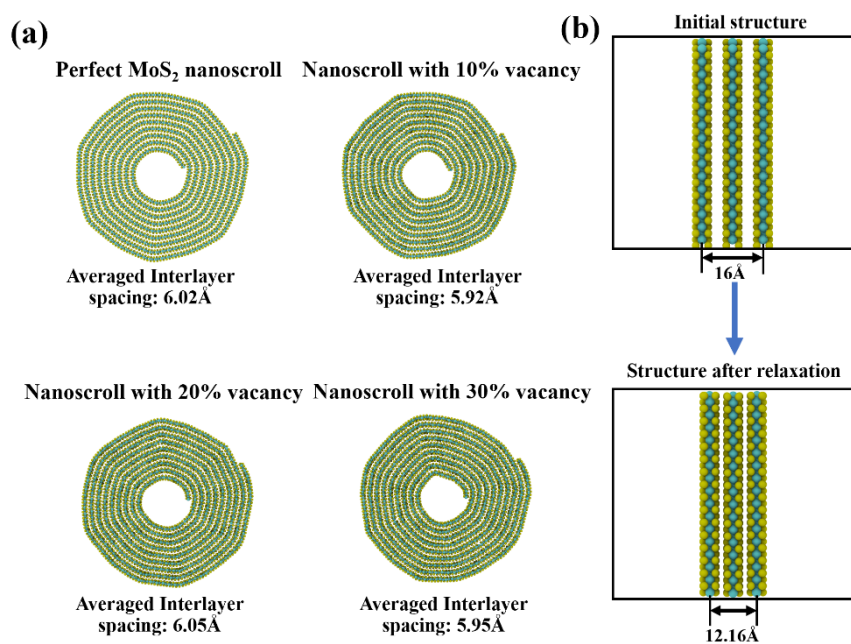 (a)
Perfect MoS₂ nanoscroll
Nanoscroll with 10% vacancy
Averaged Interlayer
spacing: 6.02Å
Averaged Interlayer
spacing: 5.92Å
Nanoscroll with 20% vacancy
Nanoscroll with 30% vacancy
Averaged Interlayer
spacing: 6.05Å
Averaged Interlayer
spacing: 5.95Å
(b)
Initial structure
16Å
Structure after relaxation
12.16Å